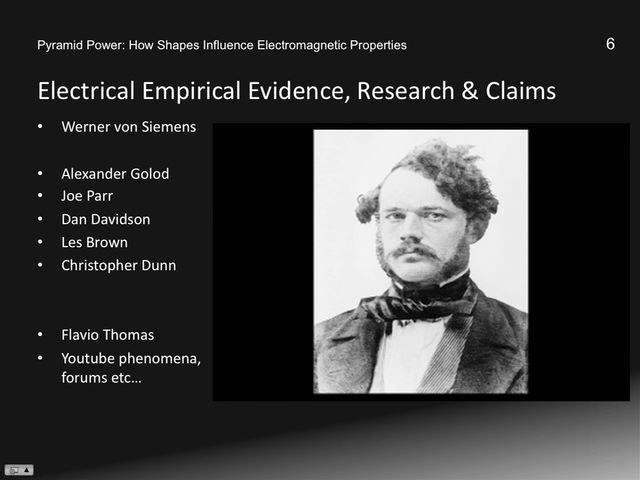 Pyramid Power: How Shapes Influence Electromagnetic Properties
6
Electrical Empirical Evidence, Research & Claims
• Werner von Siemens
• Alexander Golod
• Joe Parr
• Dan Davidson
• Les Brown
• Christopher Dunn
• Flavio Thomas
• Youtube phenomena,
forums etc…